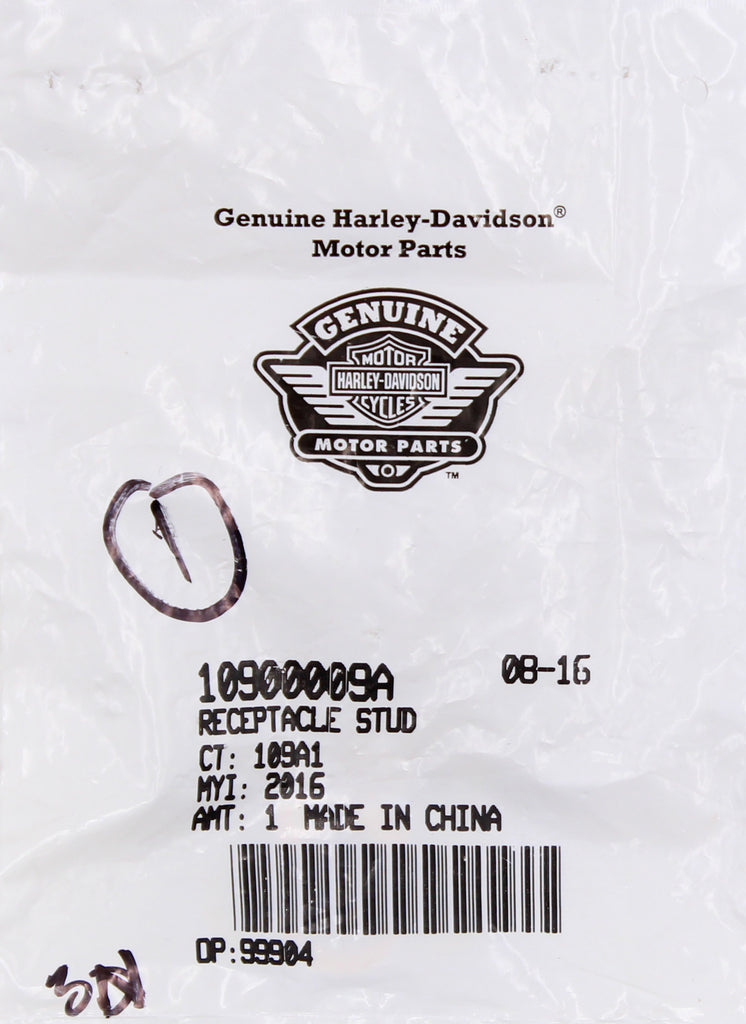 Genuine Harley-Davidson®
Motor Parts
GENUINE
MOTOR
HARLEY-DAVIDSON
CYCLES
MOTOR PARTS
TM
1
10900009A 08-16
RECEPTACLE STUD
CT: 109A1
MYI: 2016
AMT: 1 MADE IN CHINA
OP:99904